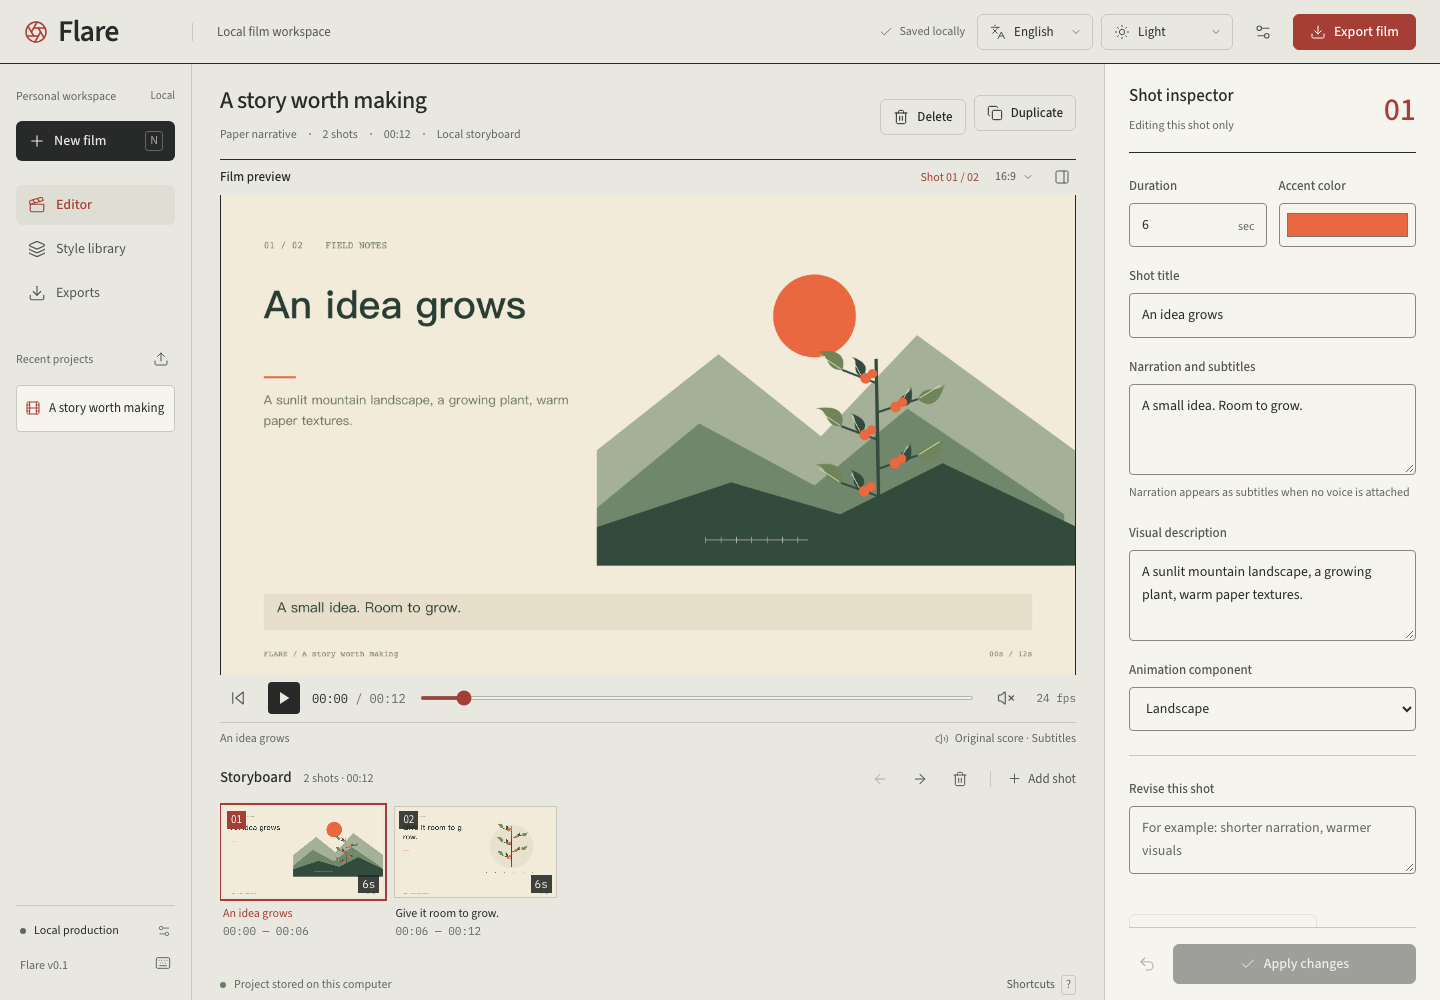 Flare
Local film workspace
Saved locally
English
Light
Export film
Personal workspace
Local
New film
N
Editor
Style library
Exports
Recent projects
A story worth making
Local production
Flare v0.1
A story worth making
Paper narrative · 2 shots · 00:12 · Local storyboard
Delete
Duplicate
Film preview
Shot 01 / 02
16:9
01 / 02 FIELD NOTES
An idea grows
A sunlit mountain landscape, a growing plant, warm
paper textures.
A small idea. Room to grow.
FLARE / A story worth making
00s / 12s
00:00 / 00:12
24 fps
An idea grows
Original score · Subtitles
Storyboard
2 shots · 00:12
Add shot
01
idea grows
6s
An idea grows
00:00 — 00:06
02
it room to g
row.
6s
Give it room to grow.
00:06 — 00:12
Project stored on this computer
Shortcuts ?
Shot inspector
Editing this shot only
01
Duration
6 sec
Accent color
Shot title
An idea grows
Narration and subtitles
A small idea. Room to grow.
Narration appears as subtitles when no voice is attached
Visual description
A sunlit mountain landscape, a growing
plant, warm paper textures.
Animation component
Landscape
Revise this shot
For example: shorter narration, warmer
visuals
Apply changes